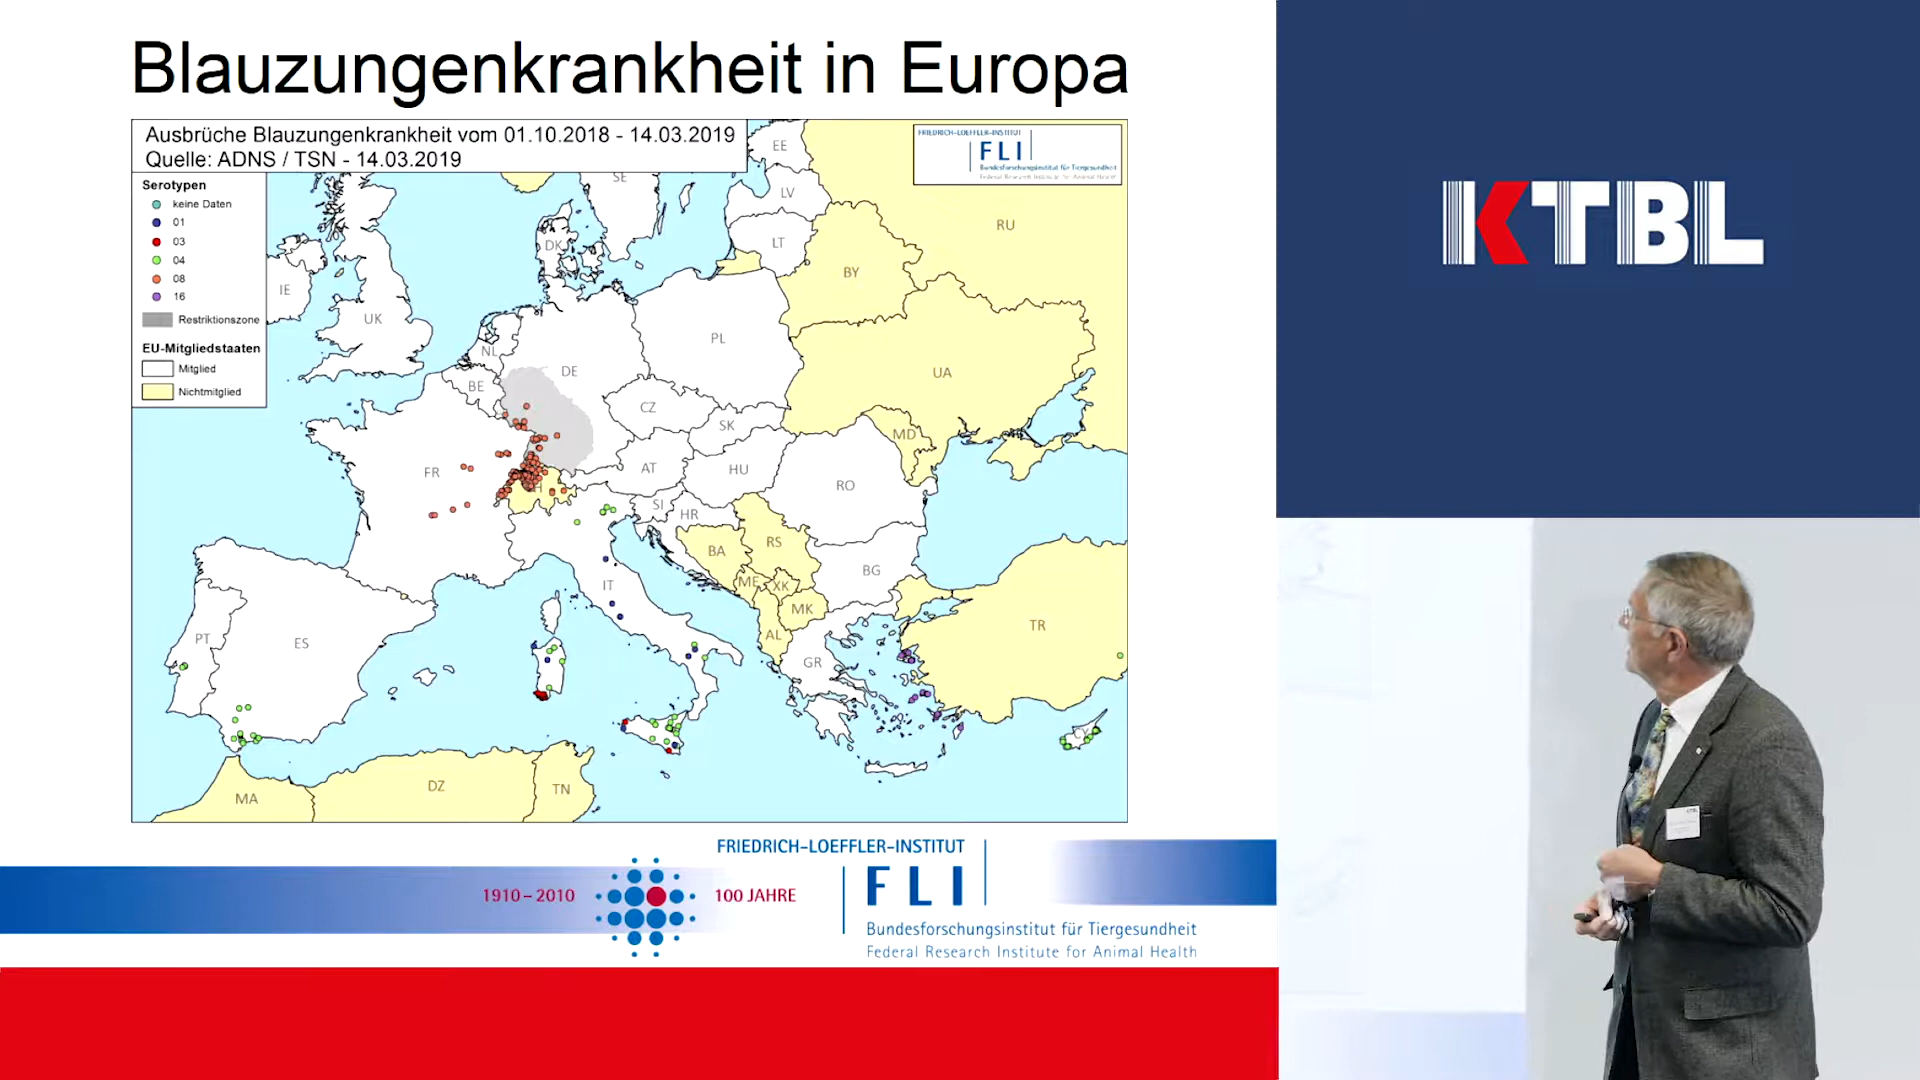 Blauzungenkrankheit in Europa
Ausbrüche Blauzungenkrankheit vom 01.10.2018 - 14.03.2019
Quelle: ADNS / TSN - 14.03.2019
Serotypen
keine Daten
01
03
04
08
16
Restriktionszone
EU-Mitgliedstaaten
Mitglied
Nichtmitglied
FRIEDRICH-LOEFFLER-INSTITUT
FLI
Bundesforschungsinstitut für Tiergesundheit
Federal Research Institute for Animal Health
EE
SE
LV
RU
LT
DK
BY
IE
UK
PL
NL
DE
UA
BE
CZ
SK
MD
FR
AT
HU
RO
CH
SI
HR
BA
RS
BG
IT
ME
XK
MK
PT
ES
AL
TR
GR
CY
DZ
TN
MA
FRIEDRICH-LOEFFLER-INSTITUT
1910-2010
100 JAHRE
FLI
Bundesforschungsinstitut für Tiergesundheit
Federal Research Institute for Animal Health
KTBL
KTBL